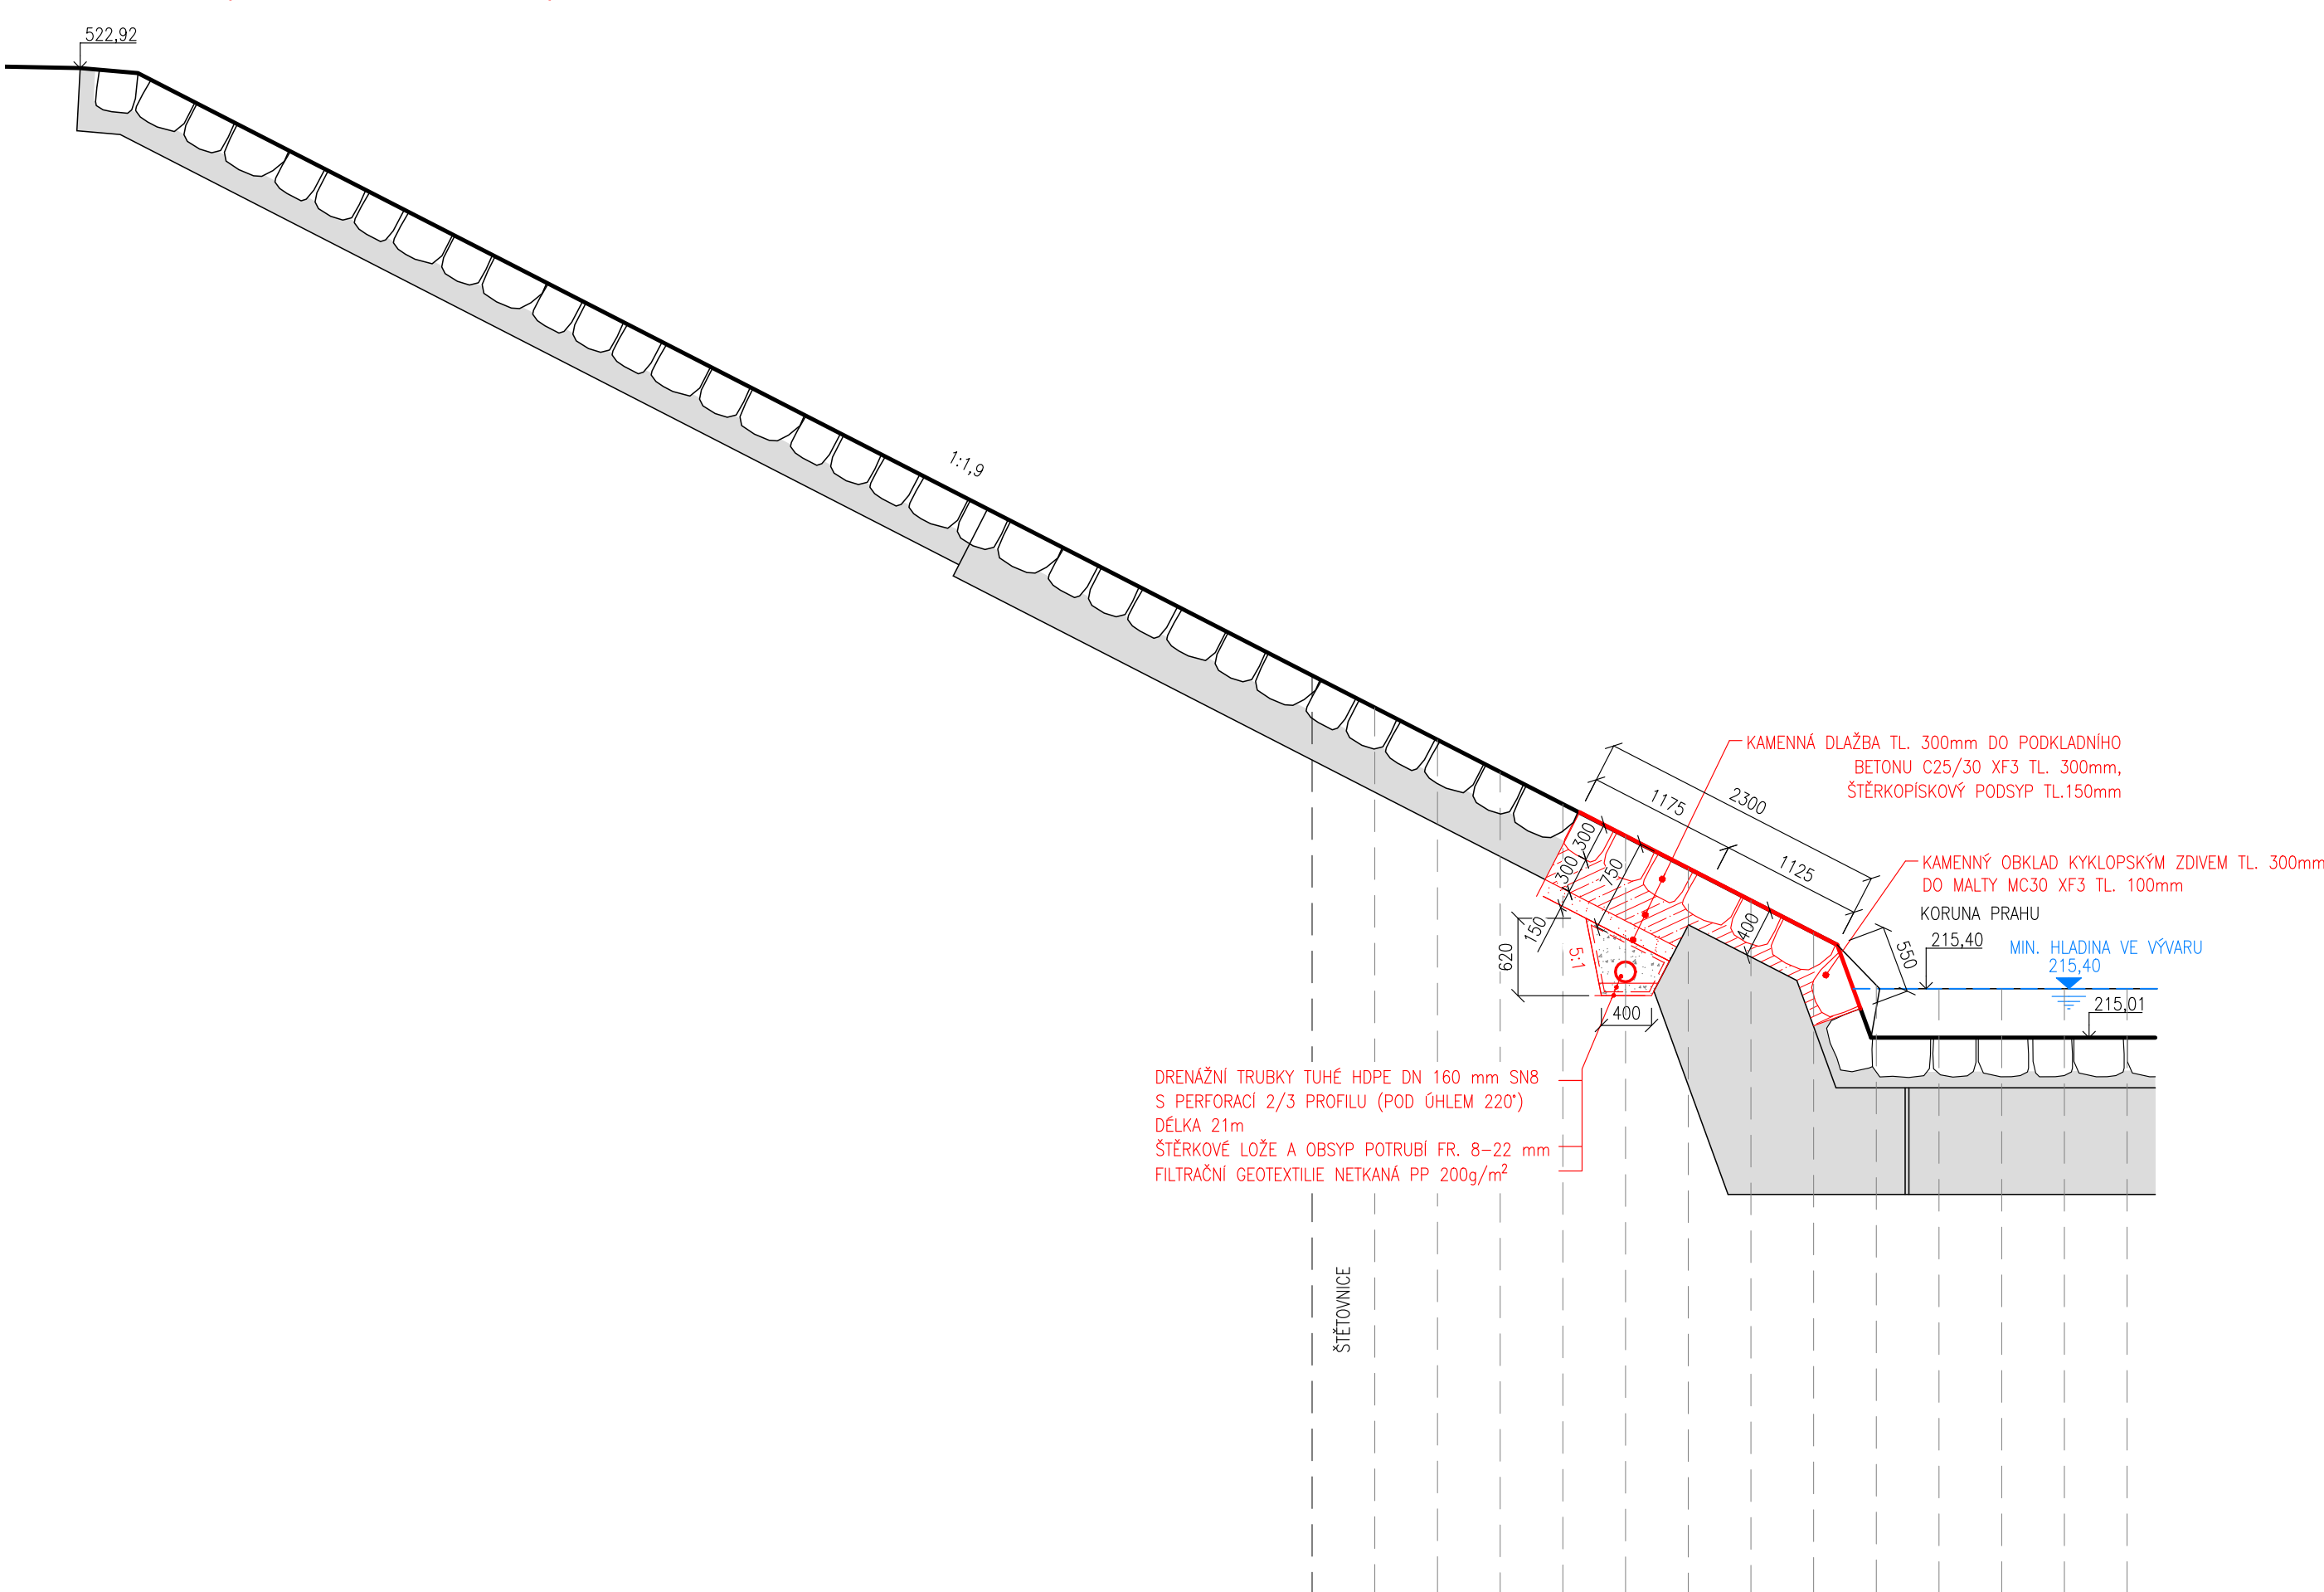 522,92
1:1,9
KAMENNÁ DLAŽBA TL. 300mm DO PODKLADNÍHO
BETONU C25/30 XF3 TL. 300mm,
ŠTĚRKOPÍSKOVÝ PODSYP TL.150mm
2300
1175
1125
300
300
750
400
150
620
5:1
400
550
KAMENNÝ OBKLAD KYKLOPSKÝM ZDIVEM TL. 300mm
DO MALTY MC30 XF3 TL. 100mm
KORUNA PRAHU
215,40
MIN. HLADINA VE VÝVARU
215,40
215,01
DRENÁŽNÍ TRUBKY TUHÉ HDPE DN 160 mm SN8
S PERFORACÍ 2/3 PROFILU (POD ÚHLEM 220°)
DÉLKA 21m
ŠTĚRKOVÉ LOŽE A OBSYP POTRUBÍ FR. 8-22 mm
FILTRAČNÍ GEOTEXTILIE NETKANÁ PP 200g/m²
ŠTĚTOVNICE